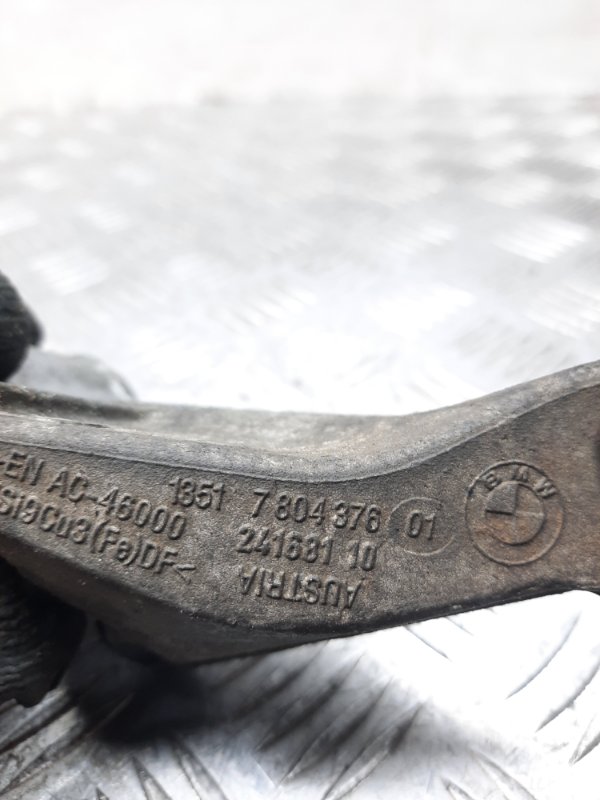 -EN AC-46000
Si9Cu3(Fe)DF<
1351 7 804 376 01
241681 10
AUSTRIA
BMW